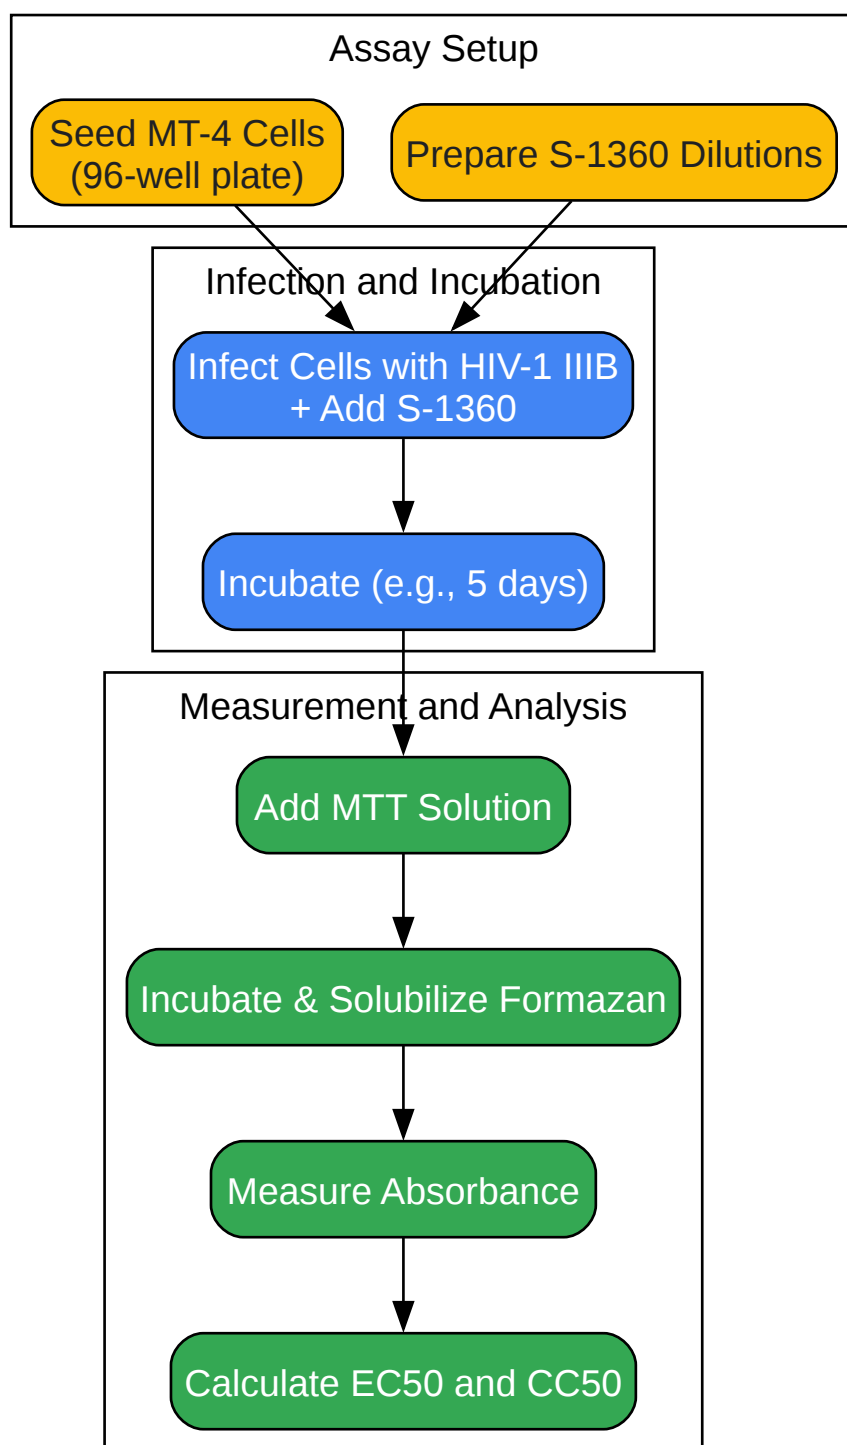 Assay Setup
Seed MT-4 Cells
(96-well plate)
Prepare S-1360 Dilutions
Infection and Incubation
Infect Cells with HIV-1 IIIB
+ Add S-1360
Incubate (e.g., 5 days)
Measurement and Analysis
Add MTT Solution
Incubate & Solubilize Formazan
Measure Absorbance
Calculate EC50 and CC50